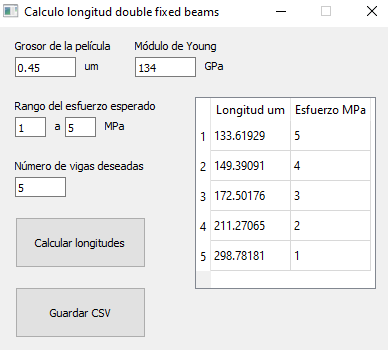 Calculo longitud double fixed beams
Grosor de la película
Módulo de Young
0.45 um
134 GPa
Rango del esfuerzo esperado
1 a 5 MPa
Número de vigas deseadas
5
Calcular longitudes
Guardar CSV
Longitud um Esfuerzo MPa
1 133.61929 5
2 149.39091 4
3 172.50176 3
4 211.27065 2
5 298.78181 1